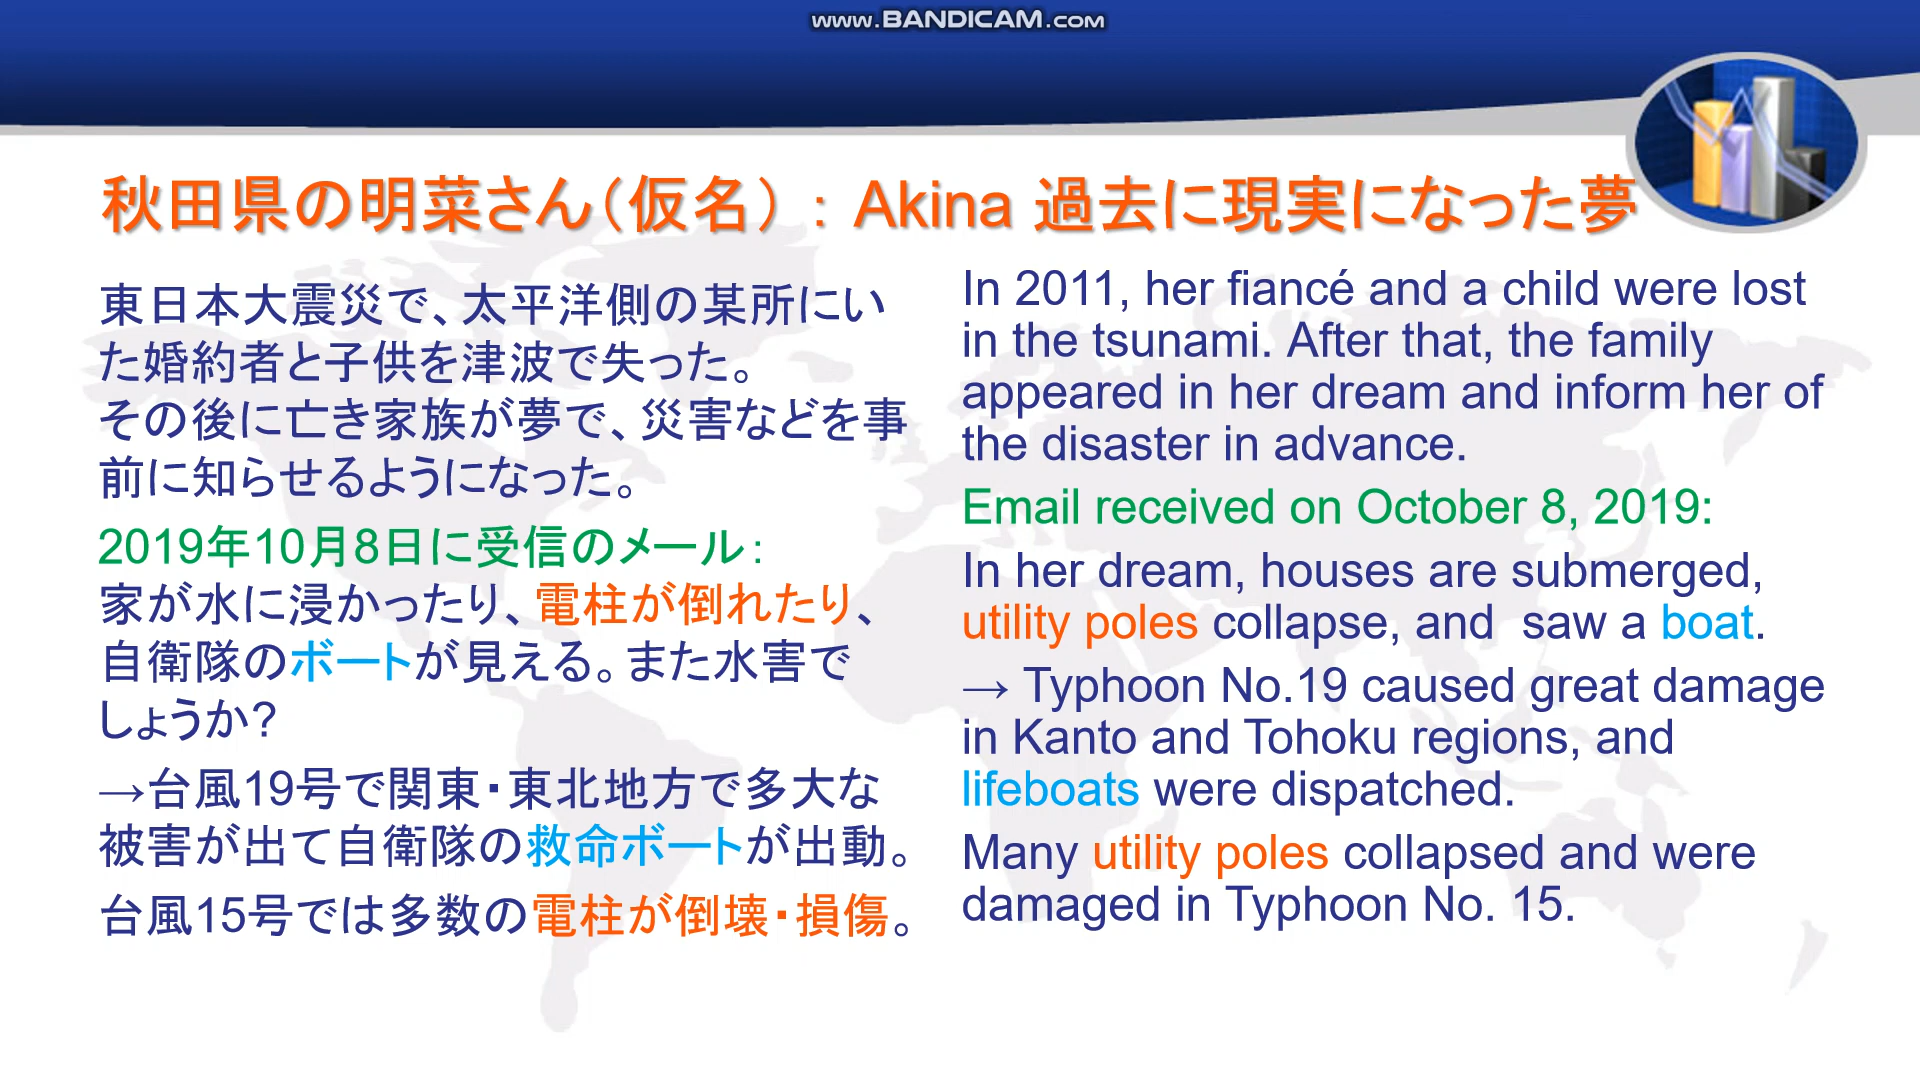 www.BANDICAM.com
秋田県の明菜さん（仮名）：Akina 過去に現実になった夢
東日本大震災で、太平洋側の某所にい
た婚約者と子供を津波で失った。
その後に亡き家族が夢で、災害などを事
前に知らせるようになった。
2019年10月8日に受信のメール：
家が水に浸かったり、電柱が倒れたり、
自衛隊のボートが見える。また水害で
しょうか？
→台風19号で関東・東北地方で多大な
被害が出て自衛隊の救命ボートが出動。
台風15号では多数の電柱が倒壊・損傷。
In 2011, her fiancé and a child were lost
in the tsunami. After that, the family
appeared in her dream and inform her of
the disaster in advance.
Email received on October 8, 2019:
In her dream, houses are submerged,
utility poles collapse, and  saw a boat.
→ Typhoon No.19 caused great damage
in Kanto and Tohoku regions, and
lifeboats were dispatched.
Many utility poles collapsed and were
damaged in Typhoon No. 15.